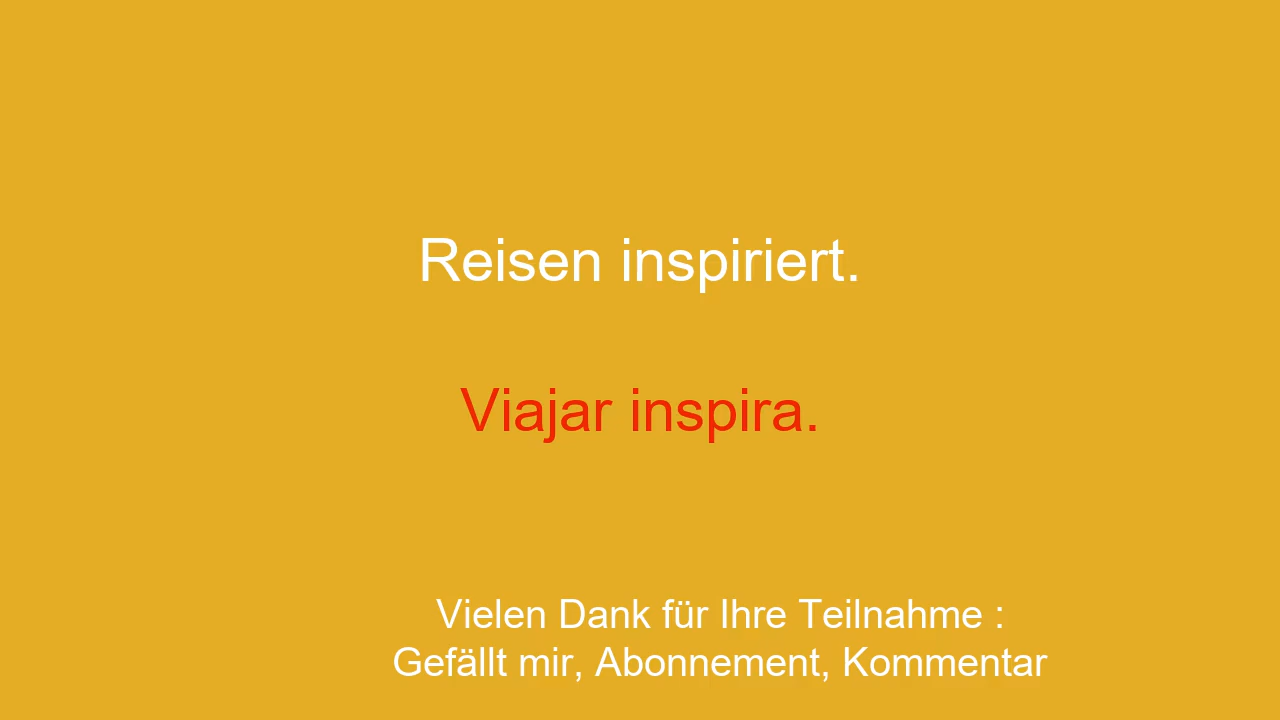 Reisen inspiriert.
Viajar inspira.
Vielen Dank für Ihre Teilnahme :
Gefällt mir, Abonnement, Kommentar